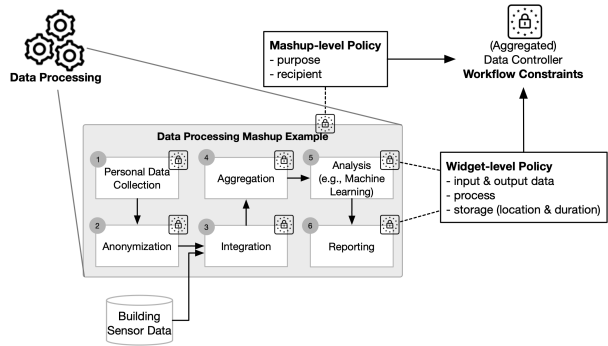 Data Processing
Mashup-level Policy
- purpose
- recipient
(Aggregated)
Data Controller
Workflow Constraints
Data Processing Mashup Example
1
Personal Data
Collection
4
Aggregation
5
Analysis
(e.g., Machine
Learning)
2
Anonymization
3
Integration
6
Reporting
Widget-level Policy
- input & output data
- process
- storage (location & duration)
Building
Sensor Data